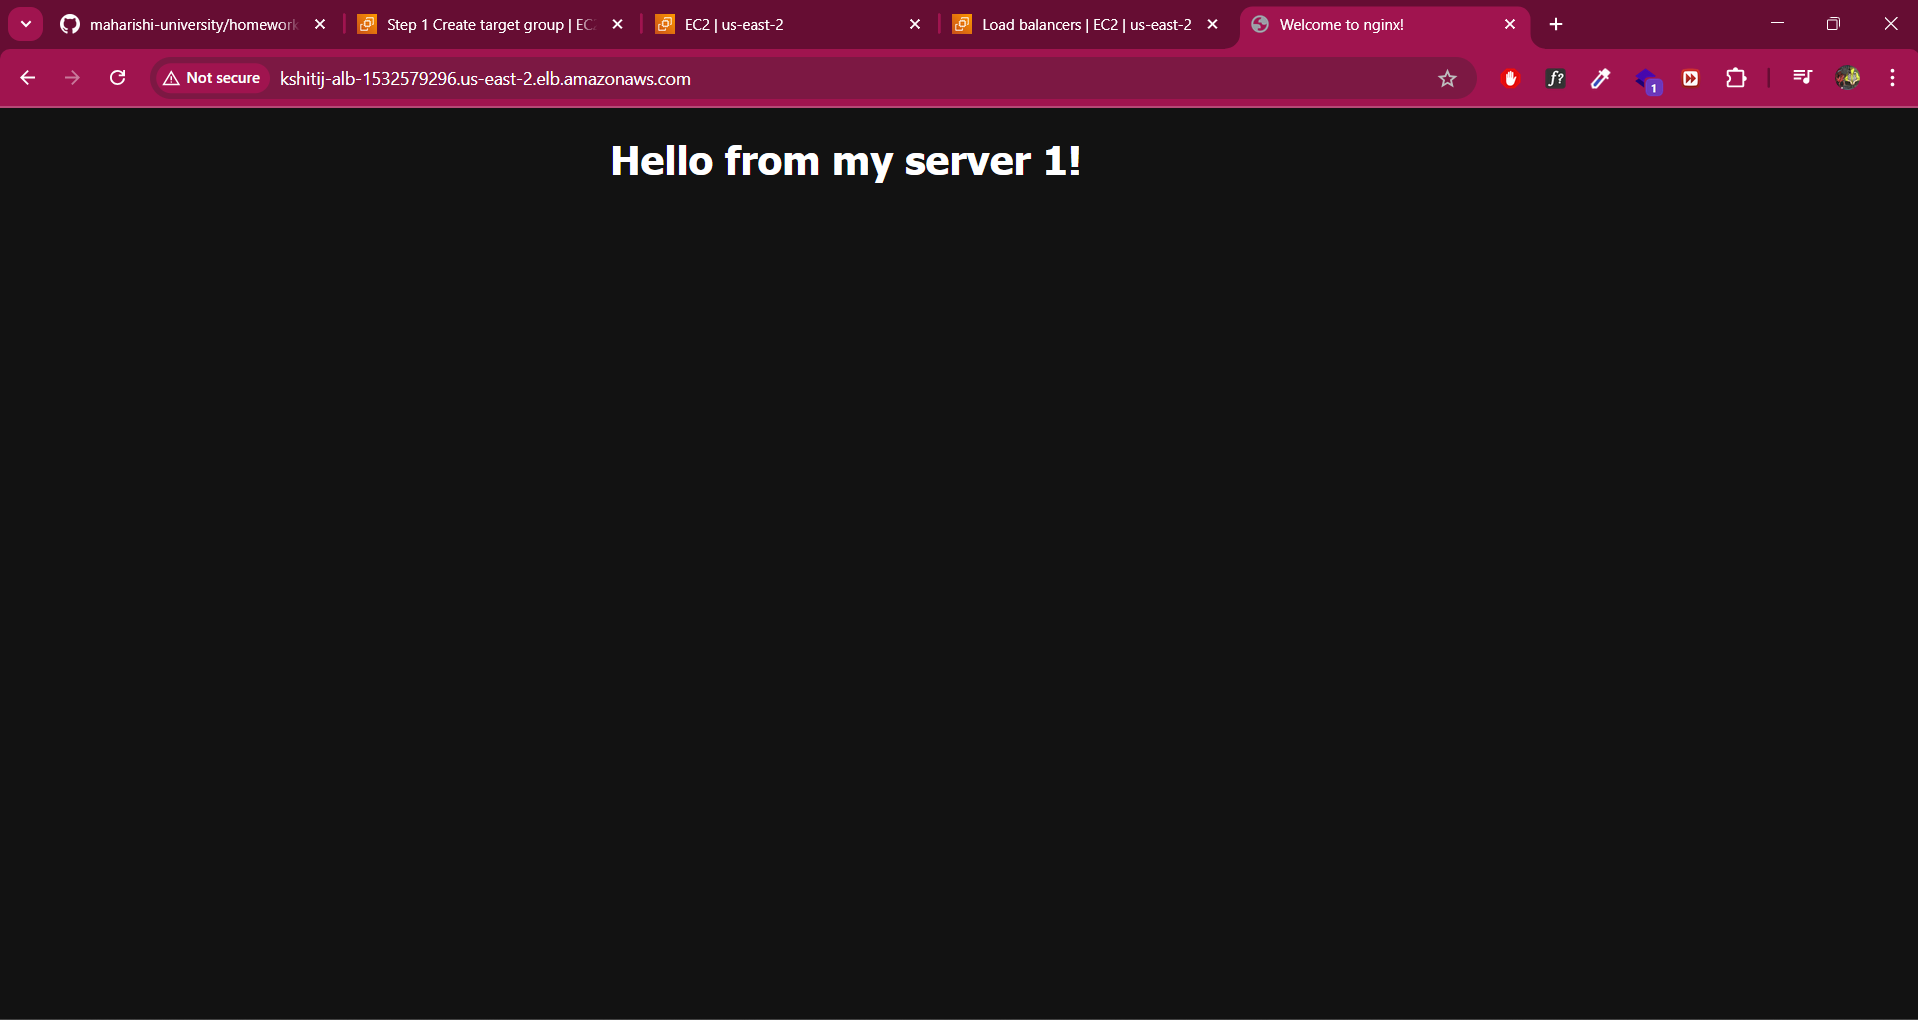 maharishi-university/homework
Step 1 Create target group | EC2
EC2 | us-east-2
Load balancers | EC2 | us-east-2
Welcome to nginx!
Not secure
kshitij-alb-1532579296.us-east-2.elb.amazonaws.com
f?
1
Hello from my server 1!